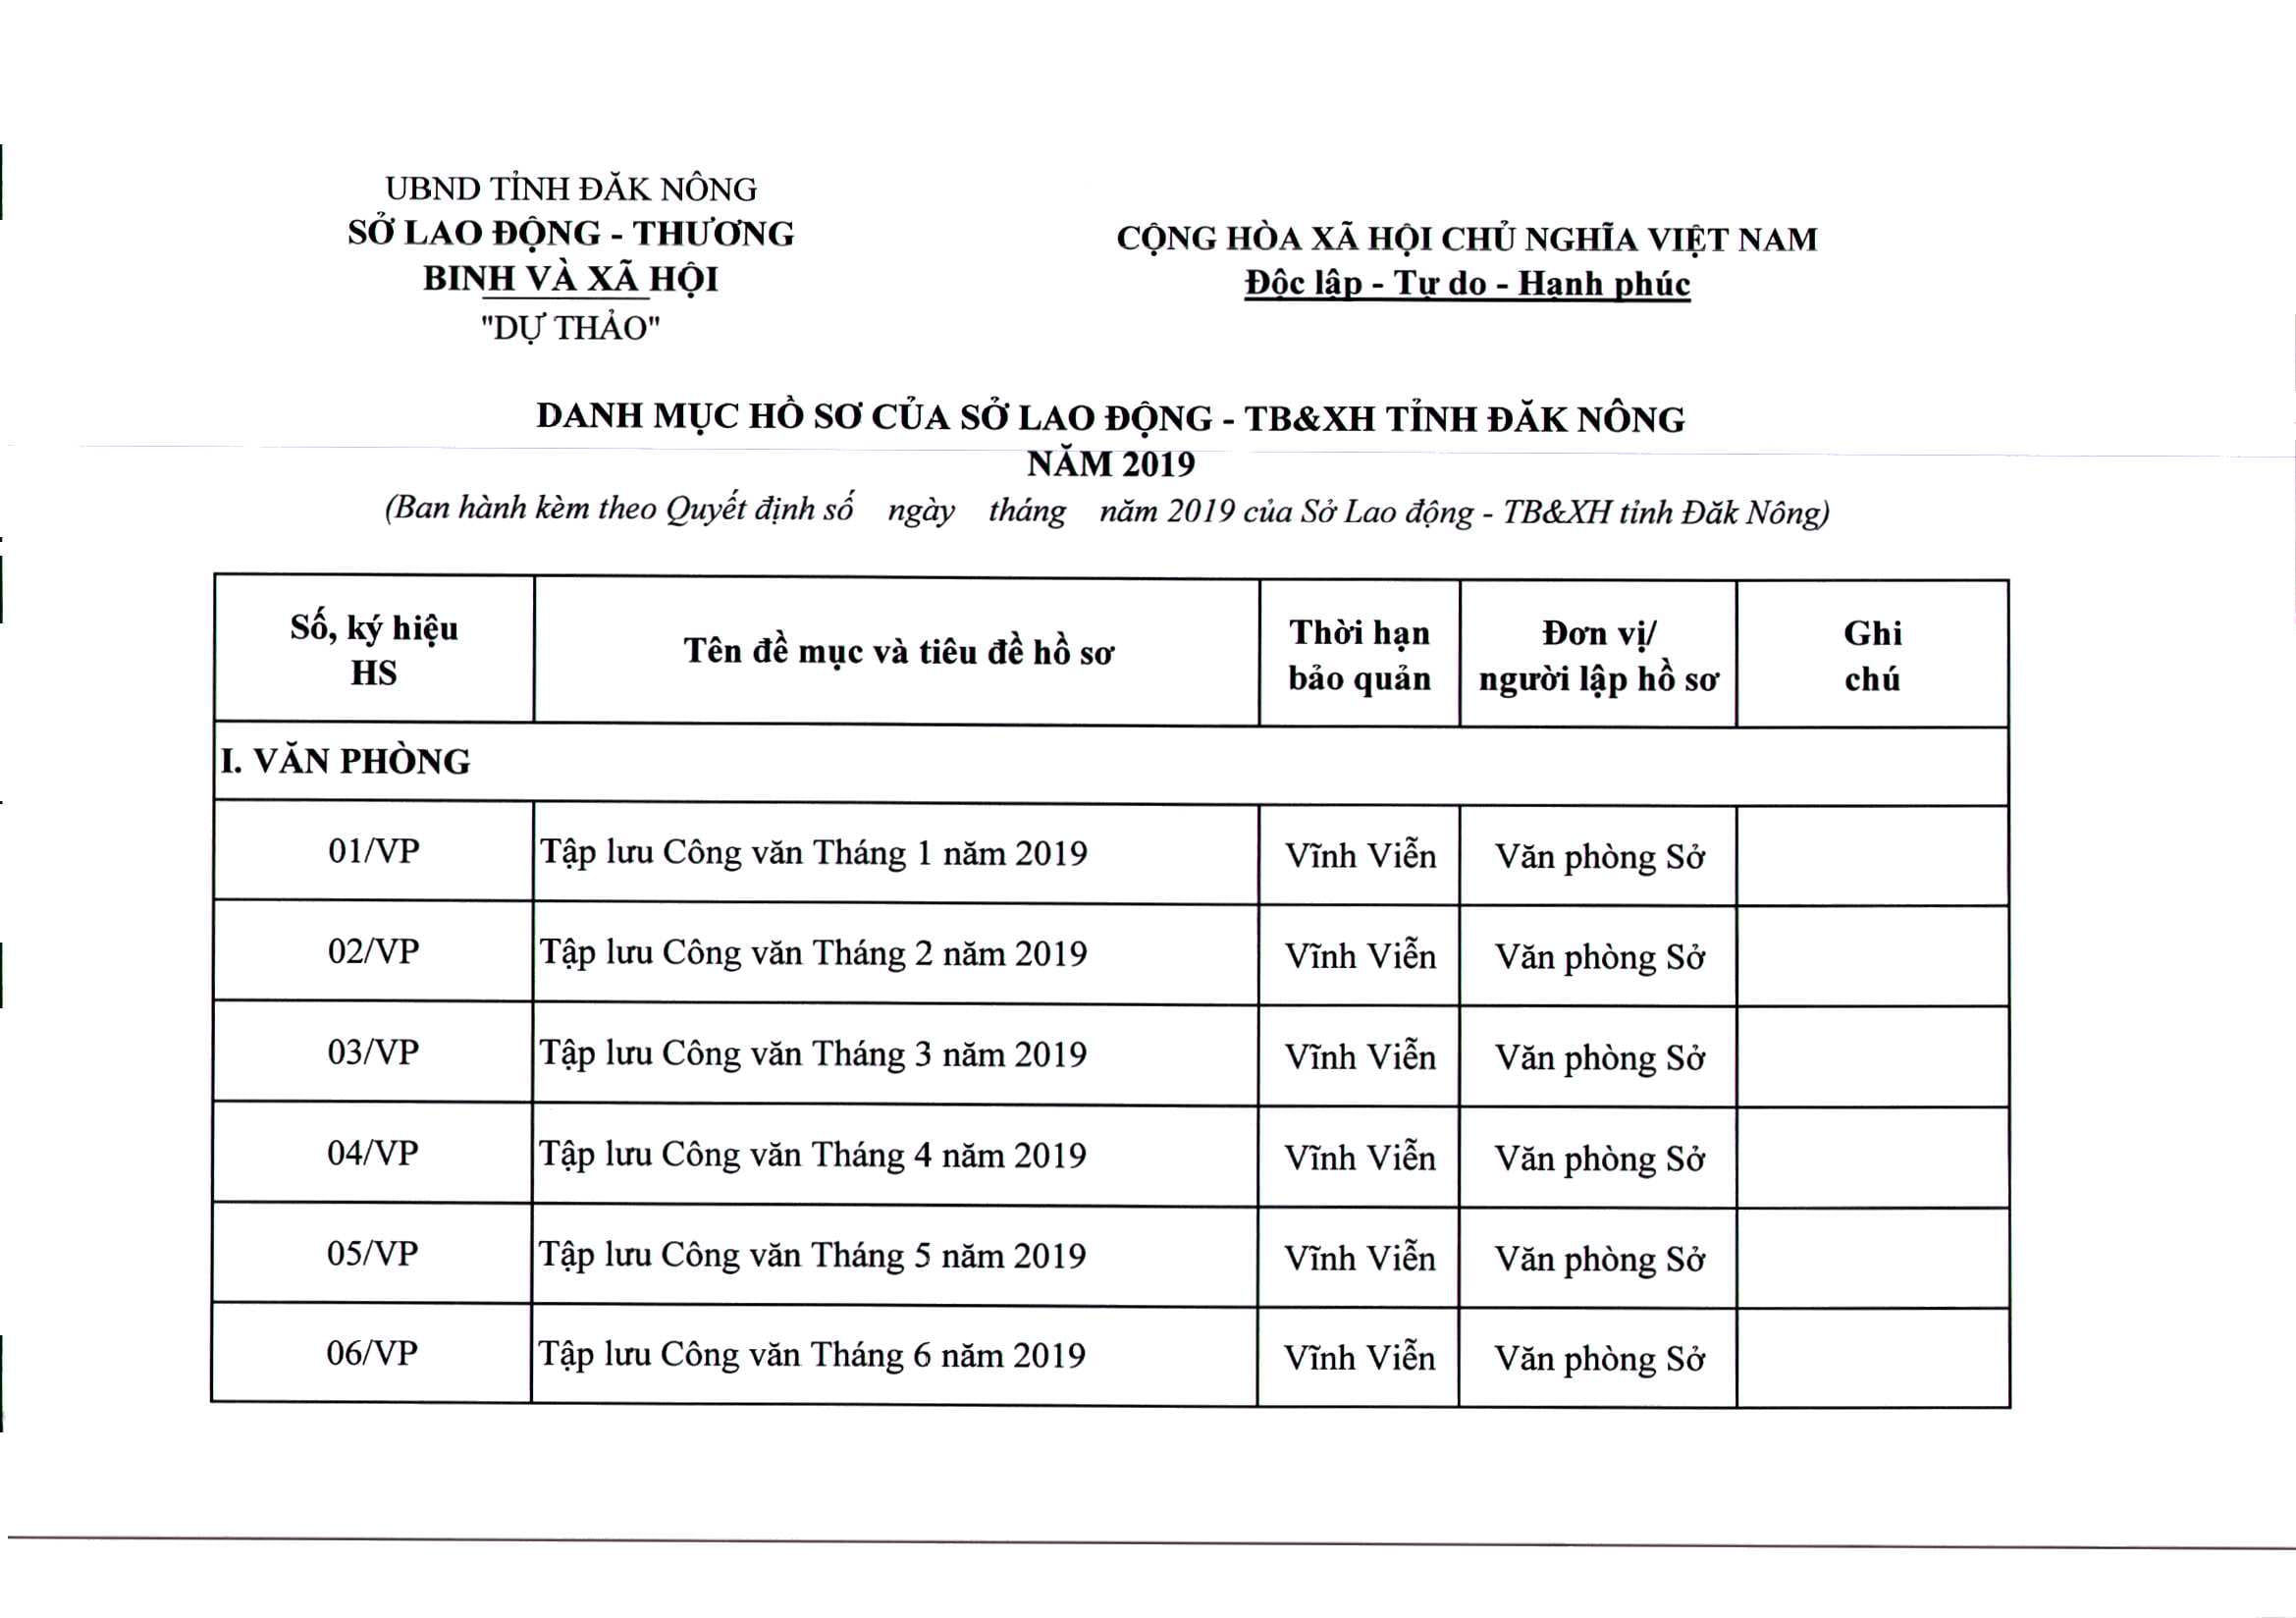 UBND TỈNH ĐĂK NÔNG
SỞ LAO ĐỘNG - THƯƠNG
BINH VÀ XÃ HỘI
"DỰ THẢO"
CỘNG HÒA XÃ HỘI CHỦ NGHĨA VIỆT NAM
Độc lập - Tự do - Hạnh phúc
DANH MỤC HỒ SƠ CỦA SỞ LAO ĐỘNG - TB&XH TỈNH ĐĂK NÔNG
NĂM 2019
(Ban hành kèm theo Quyết định số ngày tháng năm 2019 của Sở Lao động - TB&XH tỉnh Đăk Nông)
Số, ký hiệu
HS
Tên đề mục và tiêu đề hồ sơ
Thời hạn
bảo quản
Đơn vị/
người lập hồ sơ
Ghi
chú
I. VĂN PHÒNG
01/VP Tập lưu Công văn Tháng 1 năm 2019 Vĩnh Viễn Văn phòng Sở
02/VP Tập lưu Công văn Tháng 2 năm 2019 Vĩnh Viễn Văn phòng Sở
03/VP Tập lưu Công văn Tháng 3 năm 2019 Vĩnh Viễn Văn phòng Sở
04/VP Tập lưu Công văn Tháng 4 năm 2019 Vĩnh Viễn Văn phòng Sở
05/VP Tập lưu Công văn Tháng 5 năm 2019 Vĩnh Viễn Văn phòng Sở
06/VP Tập lưu Công văn Tháng 6 năm 2019 Vĩnh Viễn Văn phòng Sở